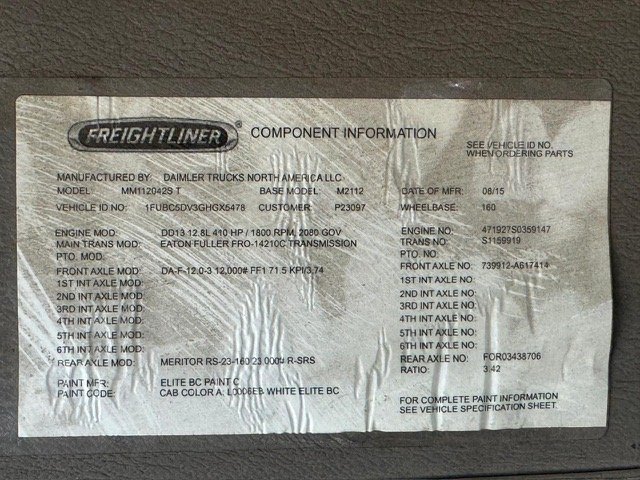 FREIGHTLINER® COMPONENT INFORMATION
SEE VEHICLE ID NO.
WHEN ORDERING PARTS
MANUFACTURED BY: DAIMLER TRUCKS NORTH AMERICA LLC
MODEL: MM112042S T BASE MODEL: M2112 DATE OF MFR: 08/15
VEHICLE ID NO: 1FUBC5DV3GHGX5478 CUSTOMER: P23097 WHEELBASE: 160
ENGINE MOD: DD13 12.8L 410 HP / 1800 RPM, 2080 GOV ENGINE NO: 471927S0359147
MAIN TRANS MOD: EATON FULLER FRO-14210C TRANSMISSION TRANS NO: S1159919
PTO. MOD: PTO. NO:
FRONT AXLE MOD: DA-F-12.0-3 12,000# FF1 71.5 KPI/3.74 FRONT AXLE NO: 739912-A617414
1ST INT AXLE MOD: 1ST INT AXLE NO:
2ND INT AXLE MOD: 2ND INT AXLE NO:
3RD INT AXLE MOD: 3RD INT AXLE NO:
4TH INT AXLE MOD: 4TH INT AXLE NO:
5TH INT AXLE MOD: 5TH INT AXLE NO:
6TH INT AXLE MOD: 6TH INT AXLE NO:
REAR AXLE MOD: MERITOR RS-23-160 23,000# R-SRS REAR AXLE NO: FOR03438706
RATIO: 3.42
PAINT MFR: ELITE BC PAINT C
PAINT CODE: CAB COLOR A: L0006EB WHITE ELITE BC
FOR COMPLETE PAINT INFORMATION
SEE VEHICLE SPECIFICATION SHEET.